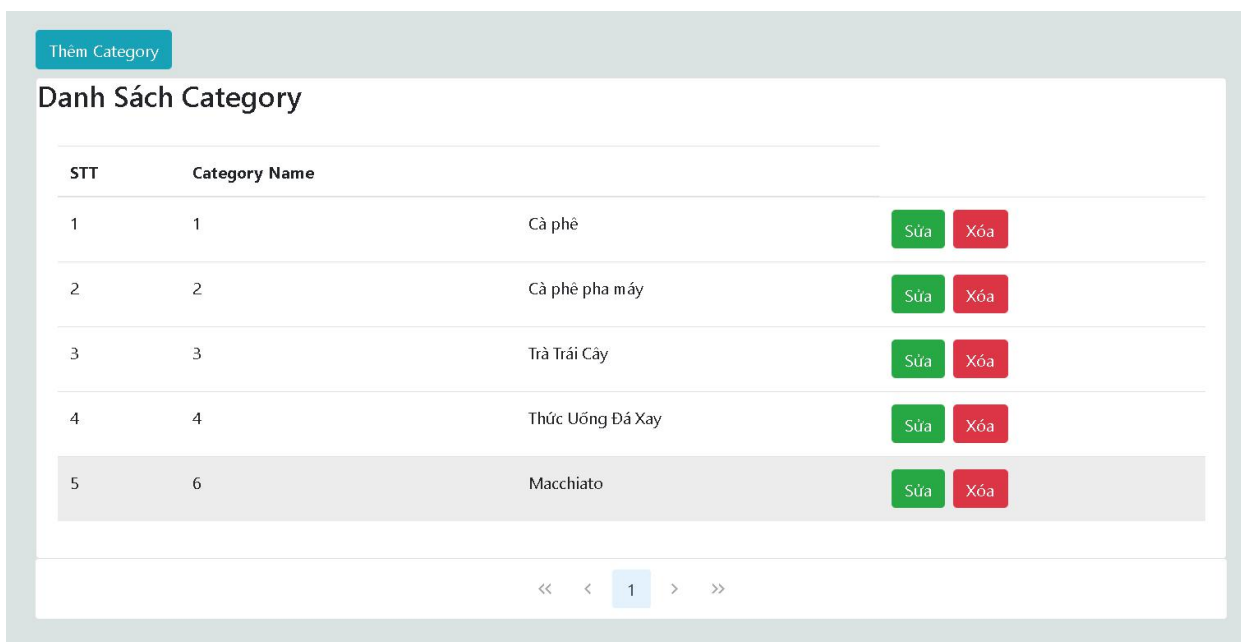 Thêm Category
Danh Sách Category
STT Category Name
1 1 Cà phê Sửa Xóa
2 2 Cà phê pha máy Sửa Xóa
3 3 Trà Trái Cây Sửa Xóa
4 4 Thức Uống Đá Xay Sửa Xóa
5 6 Macchiato Sửa Xóa
<< < 1 > >>